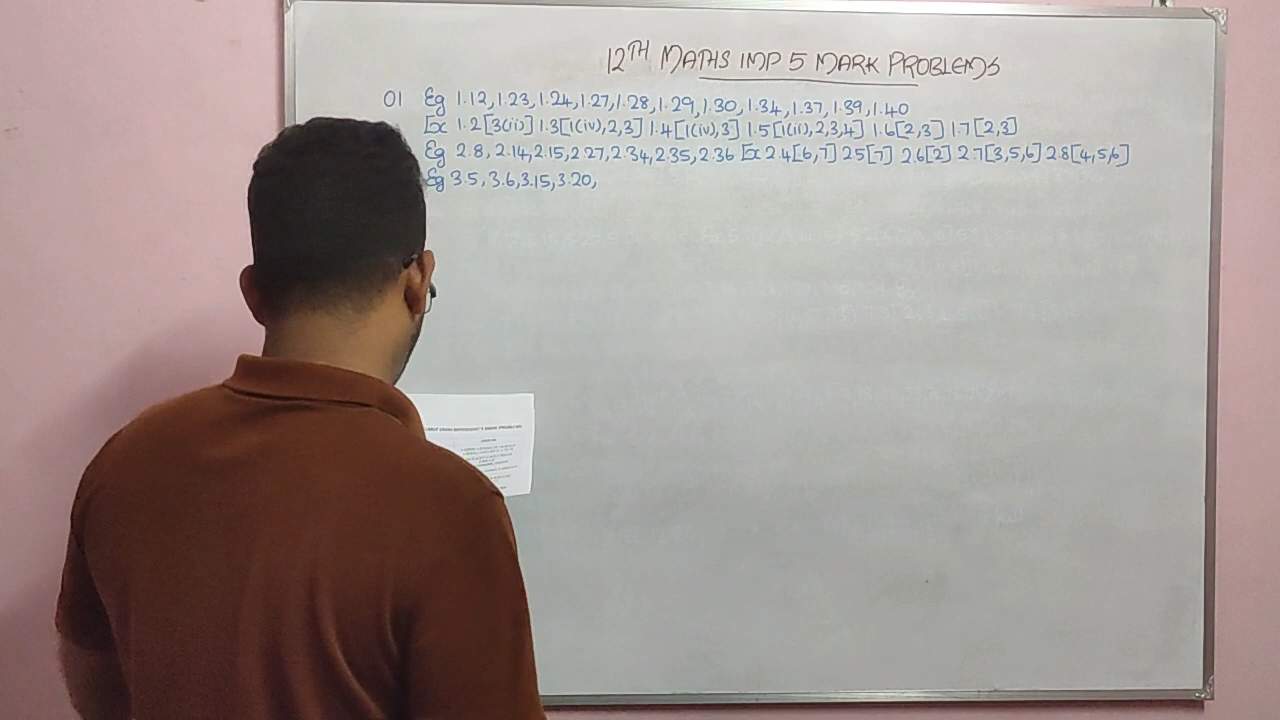 12TH MATHS IMP 5 MARK PROBLEMS
01 Eg 1.12, 1.23, 1.24, 1.27, 1.28, 1.29, 1.30, 1.34, 1.37, 1.39, 1.40
Ex 1.2[3(ii)] 1.3[1(iv),2,3] 1.4[1(iv),3] 1.5[1(ii),2,3,4] 1.6[2,3] 1.7[2,3]
Eg 2.8, 2.14, 2.15, 2.27, 2.34, 2.35, 2.36 Ex 2.4[6,7] 2.5[7] 2.6[2] 2.7[3,5,6] 2.8[4,5,6]
Eg 3.5, 3.6, 3.15, 3.20,